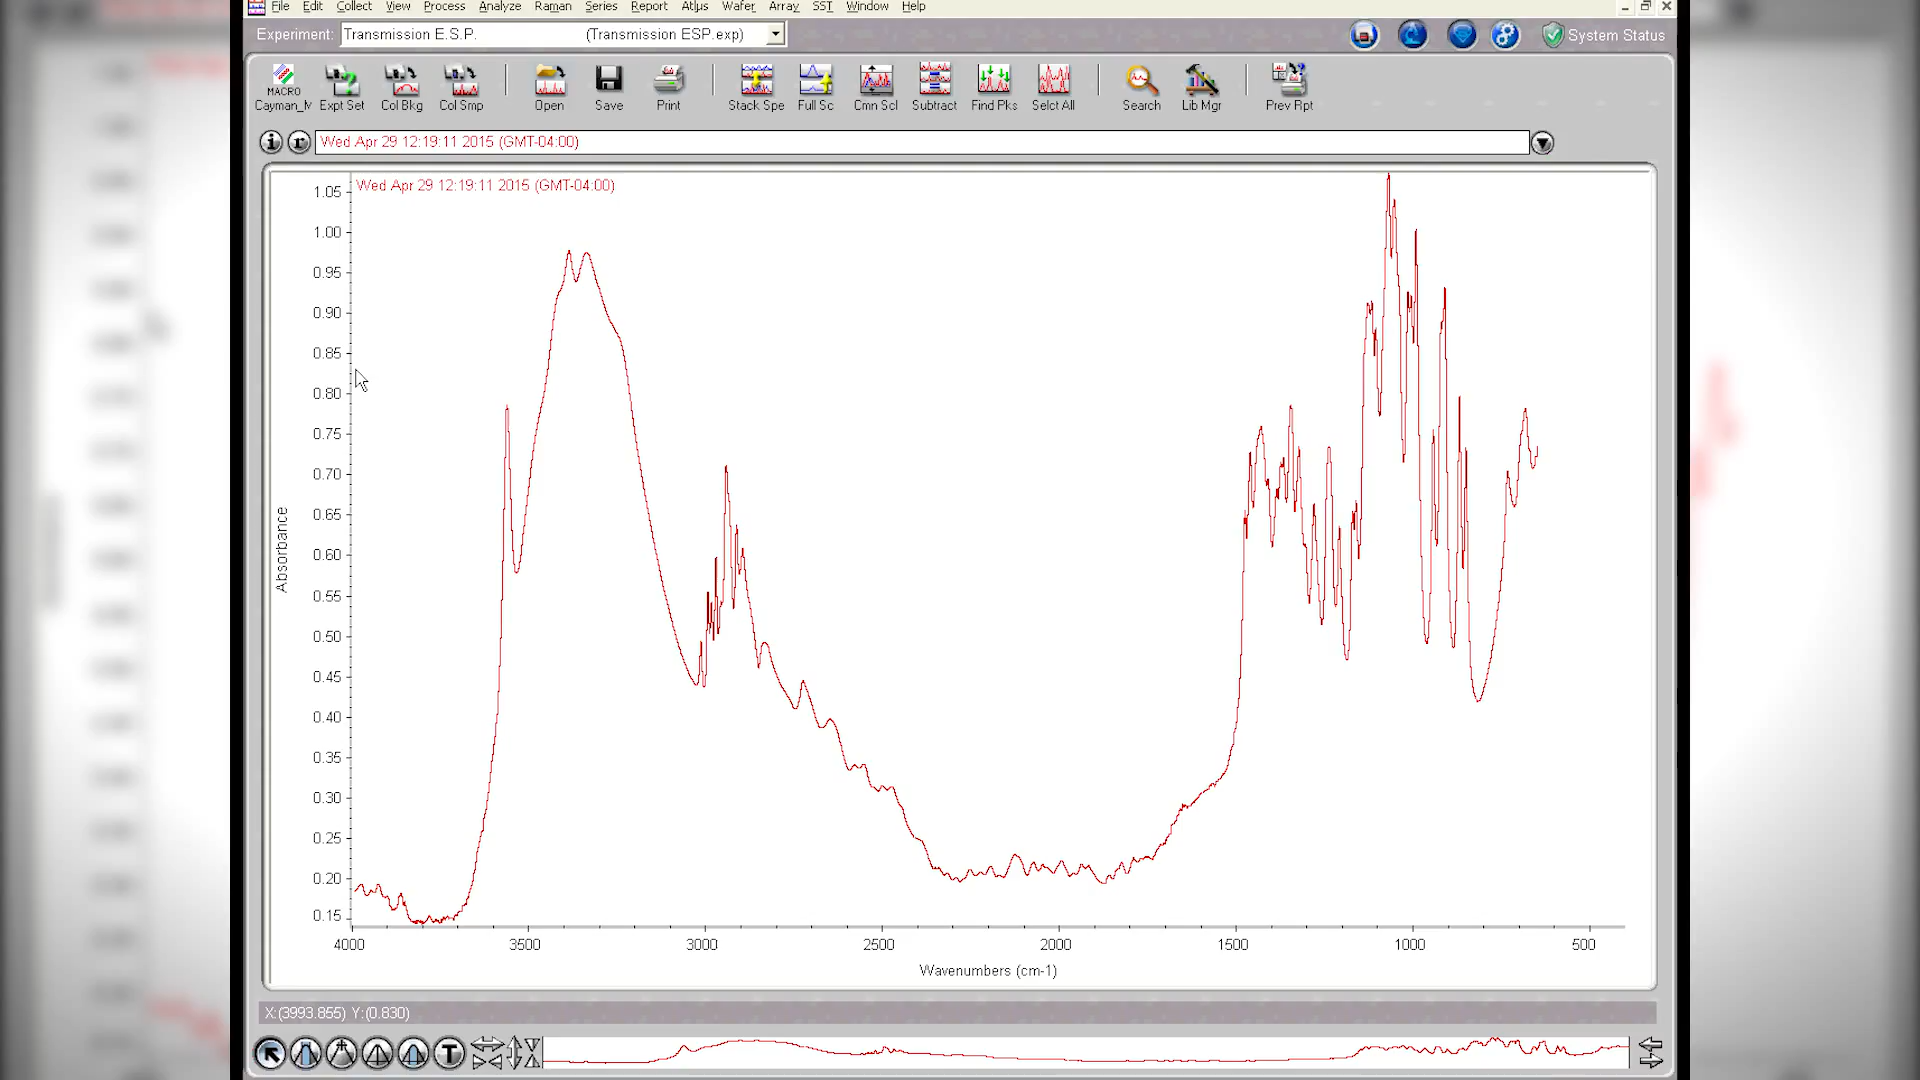 File Edit Collect View Process Analyze Raman Series Report Atlus Wafer Array SST Window Help
Experiment: Transmission E.S.P. (Transmission ESP.exp) System Status
MACRO
Cayman_M Expt Set Col Bkg Col Smp Open Save Print Stack Spe Full Sc Cmn Scl Subtract Find Pks Selct All Search Lib Mgr Prev Rpt
i r Wed Apr 29 12:19:11 2015 (GMT-04:00)
Wed Apr 29 12:19:11 2015 (GMT-04:00)
1.05
1.00
0.95
0.90
0.85
0.80
0.75
0.70
0.65
0.60
0.55
0.50
0.45
0.40
0.35
0.30
0.25
0.20
0.15
Absorbance
4000 3500 3000 2500 2000 1500 1000 500
Wavenumbers (cm-1)
X:(3993.855) Y:(0.830)
T